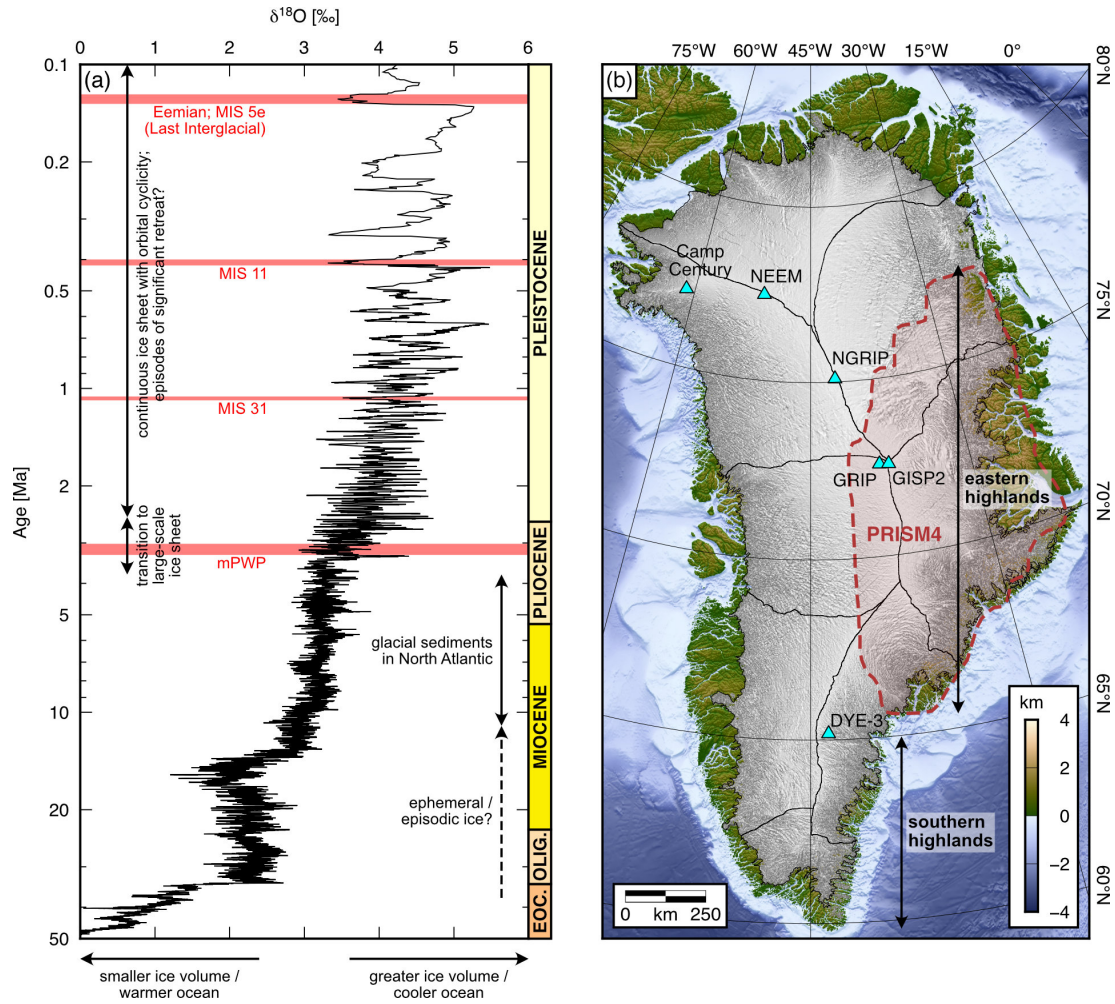 δ18O [‰]
0 1 2 3 4 5 6
(a)
0.1
0.2
0.5
1
2
5
10
20
50
Age [Ma]
Eemian; MIS 5e
(Last Interglacial)
MIS 11
MIS 31
mPWP
continuous ice sheet with orbital cyclicity;
episodes of significant retreat?
transition to
large-scale
ice sheet
glacial sediments
in North Atlantic
ephemeral /
episodic ice?
PLEISTOCENE
PLIOCENE
MIOCENE
OLIG.
EOC.
smaller ice volume /
warmer ocean
greater ice volume /
cooler ocean
75°W 60°W 45°W 30°W 15°W 0°
80°N
75°N
70°N
65°N
60°N
(b)
Camp
Century
NEEM
NGRIP
GRIP
GISP2
PRISM4
DYE-3
eastern
highlands
southern
highlands
0 km 250
km
4
2
0
−2
−4